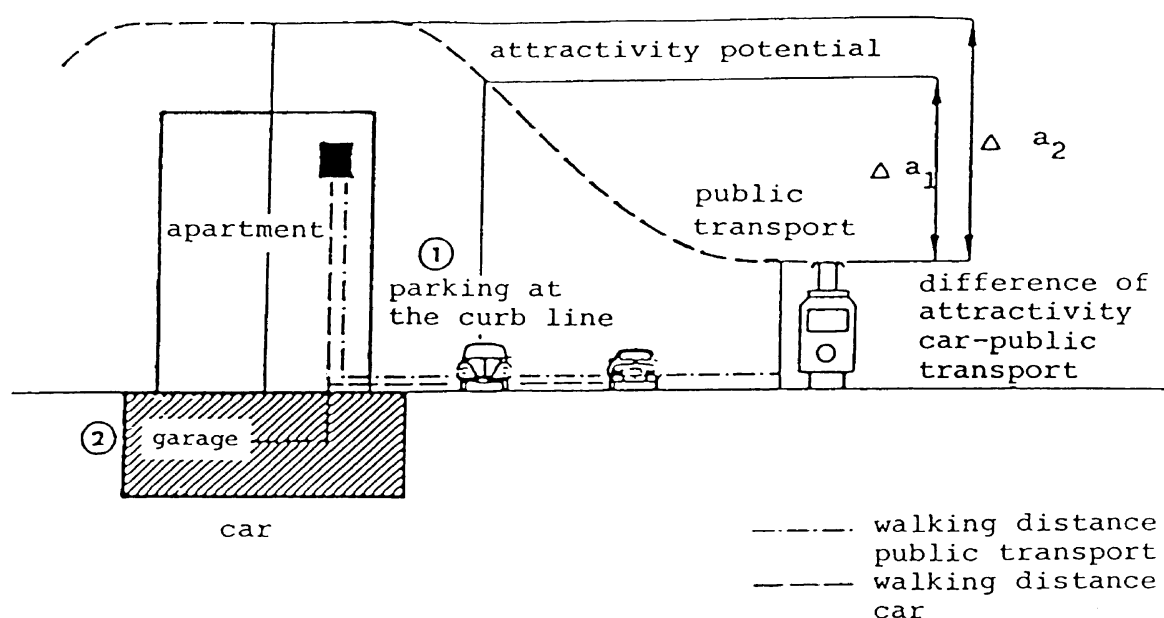 attractivity potential
△ a₂
△ a₁
public
transport
apartment
①
parking at
the curb line
difference of
attractivity
car-public
transport
②
garage
car
walking distance
public transport
walking distance
car